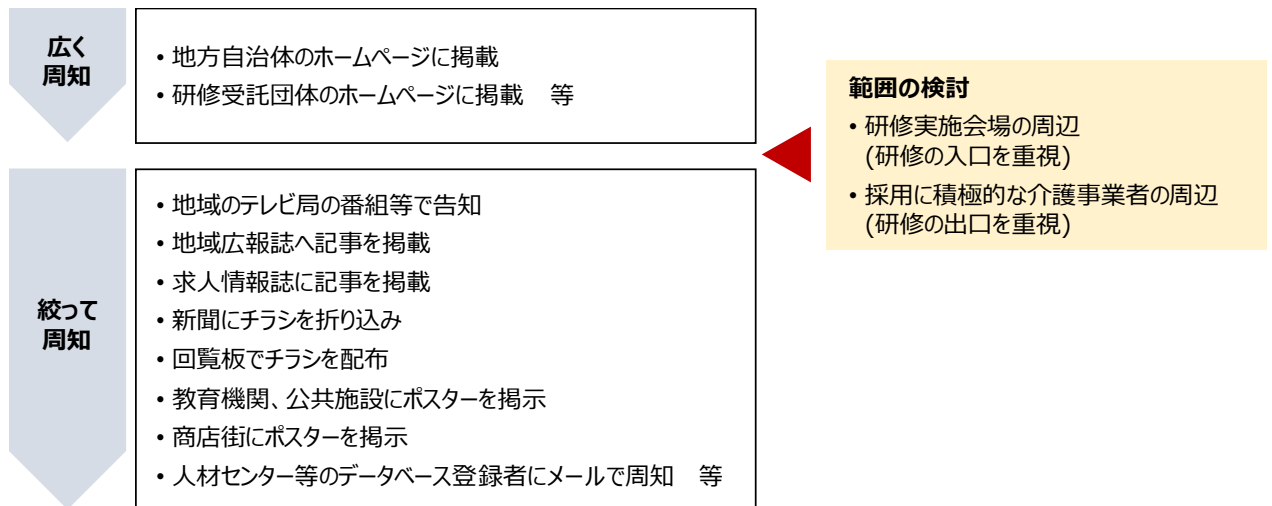 広く
周知
• 地方自治体のホームページに掲載
• 研修受託団体のホームページに掲載　等
範囲の検討
• 研修実施会場の周辺
(研修の入口を重視)
• 採用に積極的な介護事業者の周辺
(研修の出口を重視)
絞って
周知
• 地域のテレビ局の番組等で告知
• 地域広報誌へ記事を掲載
• 求人情報誌に記事を掲載
• 新聞にチラシを折り込み
• 回覧板でチラシを配布
• 教育機関、公共施設にポスターを掲示
• 商店街にポスターを掲示
• 人材センター等のデータベース登録者にメールで周知　等